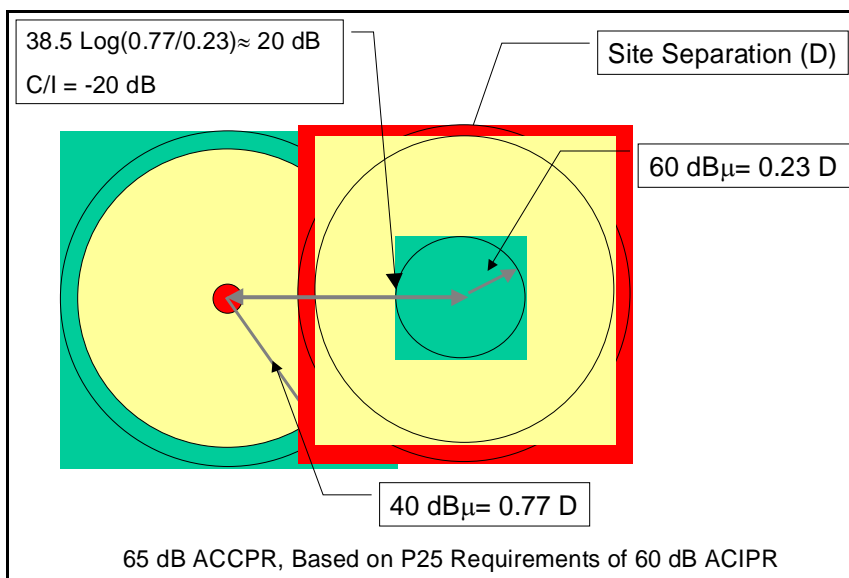 38.5 Log(0.77/0.23)≈ 20 dB
C/I = -20 dB
Site Separation (D)
60 dBμ= 0.23 D
40 dBμ= 0.77 D
65 dB ACCPR, Based on P25 Requirements of 60 dB ACIPR